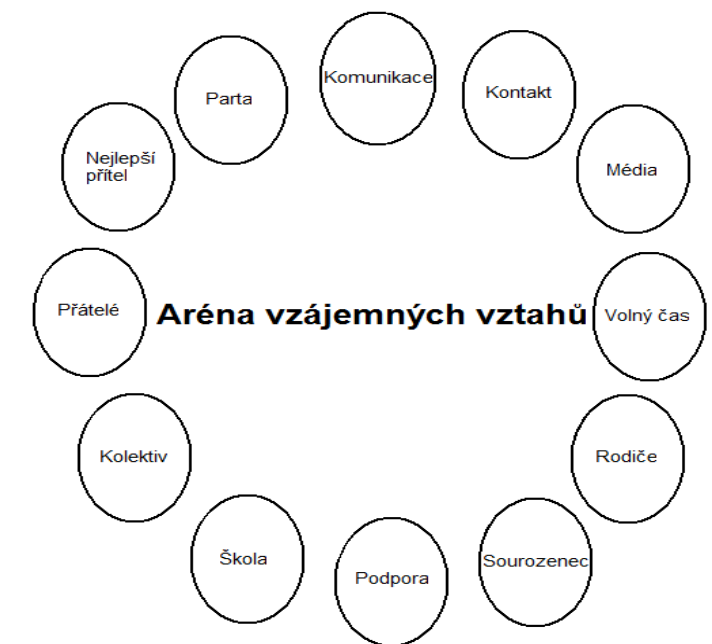 Komunikace
Kontakt
Parta
Média
Nejlepší
přítel
Přátelé
Aréna vzájemných vztahů
Volný čas
Kolektiv
Rodiče
Škola
Podpora
Sourozenec